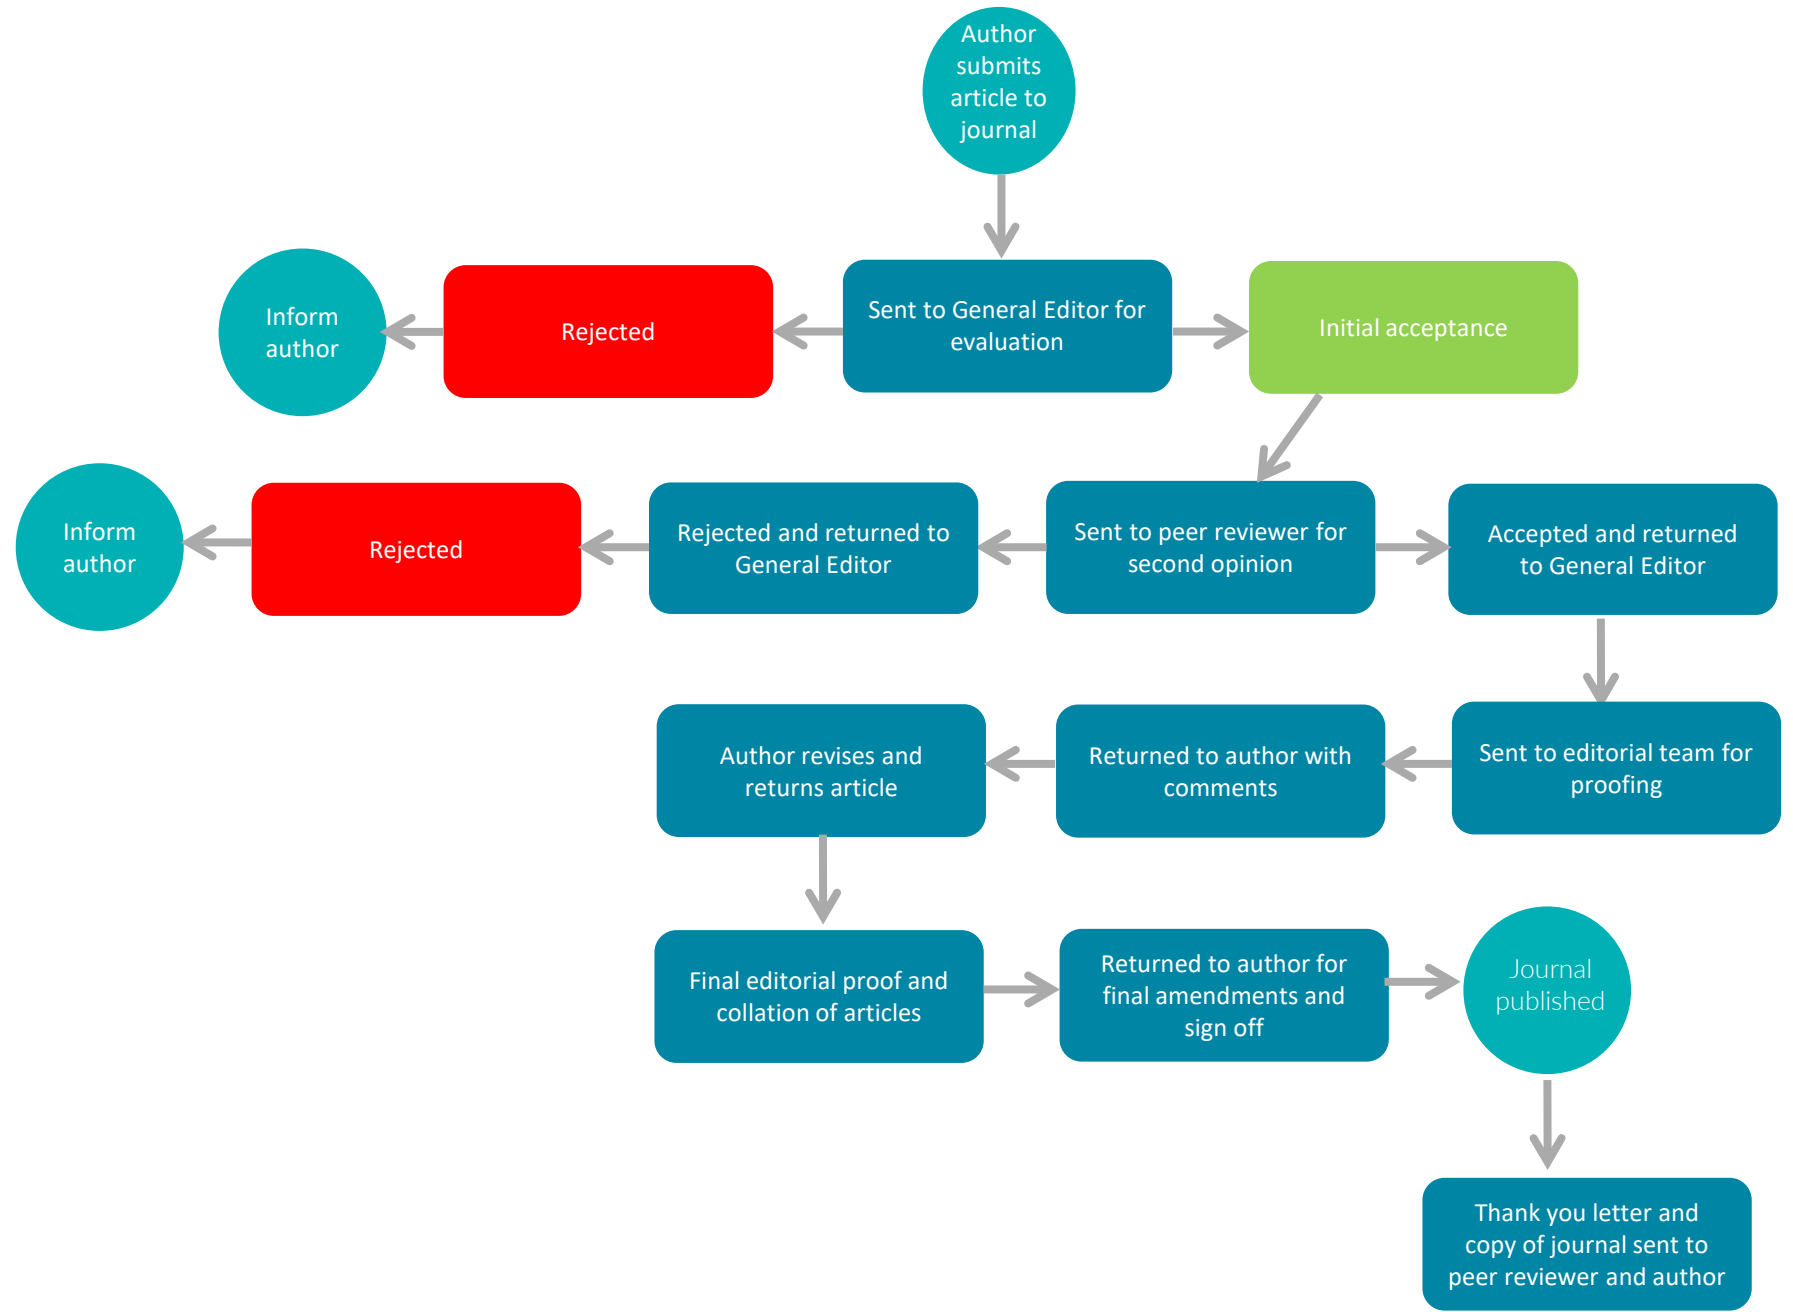 Author
submits
article to
journal
Inform
author
Rejected
Sent to General Editor for
evaluation
Initial acceptance
Inform
author
Rejected
Rejected and returned to
General Editor
Sent to peer reviewer for
second opinion
Accepted and returned
to General Editor
Author revises and
returns article
Returned to author with
comments
Sent to editorial team for
proofing
Final editorial proof and
collation of articles
Returned to author for
final amendments and
sign off
Journal
published
Thank you letter and
copy of journal sent to
peer reviewer and author